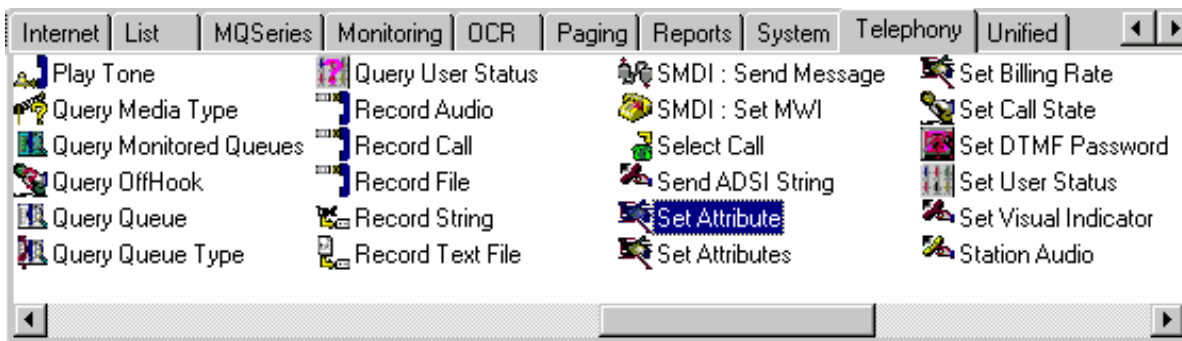 Internet List MQSeries Monitoring OCR Paging Reports System Telephony Unified
Play Tone Query User Status SMDI : Send Message Set Billing Rate
Query Media Type Record Audio SMDI : Set MWI Set Call State
Query Monitored Queues Record Call Select Call Set DTMF Password
Query OffHook Record File Send ADSI String Set User Status
Query Queue Record String Set Attribute Set Visual Indicator
Query Queue Type Record Text File Set Attributes Station Audio